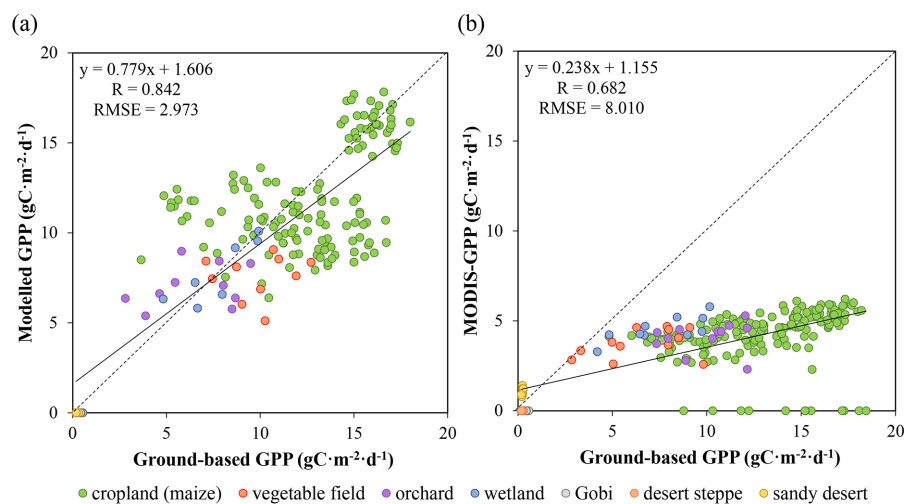 (a)
y = 0.779x + 1.606
R = 0.842
RMSE = 2.973
20
15
10
5
0
0 5 10 15 20
Modelled GPP (gC·m⁻²·d⁻¹)
Ground-based GPP (gC·m⁻²·d⁻¹)
(b)
y = 0.238x + 1.155
R = 0.682
RMSE = 8.010
20
15
10
5
0
0 5 10 15 20
MODIS-GPP (gC·m⁻²·d⁻¹)
Ground-based GPP (gC·m⁻²·d⁻¹)
cropland (maize) vegetable field orchard wetland Gobi desert steppe sandy desert